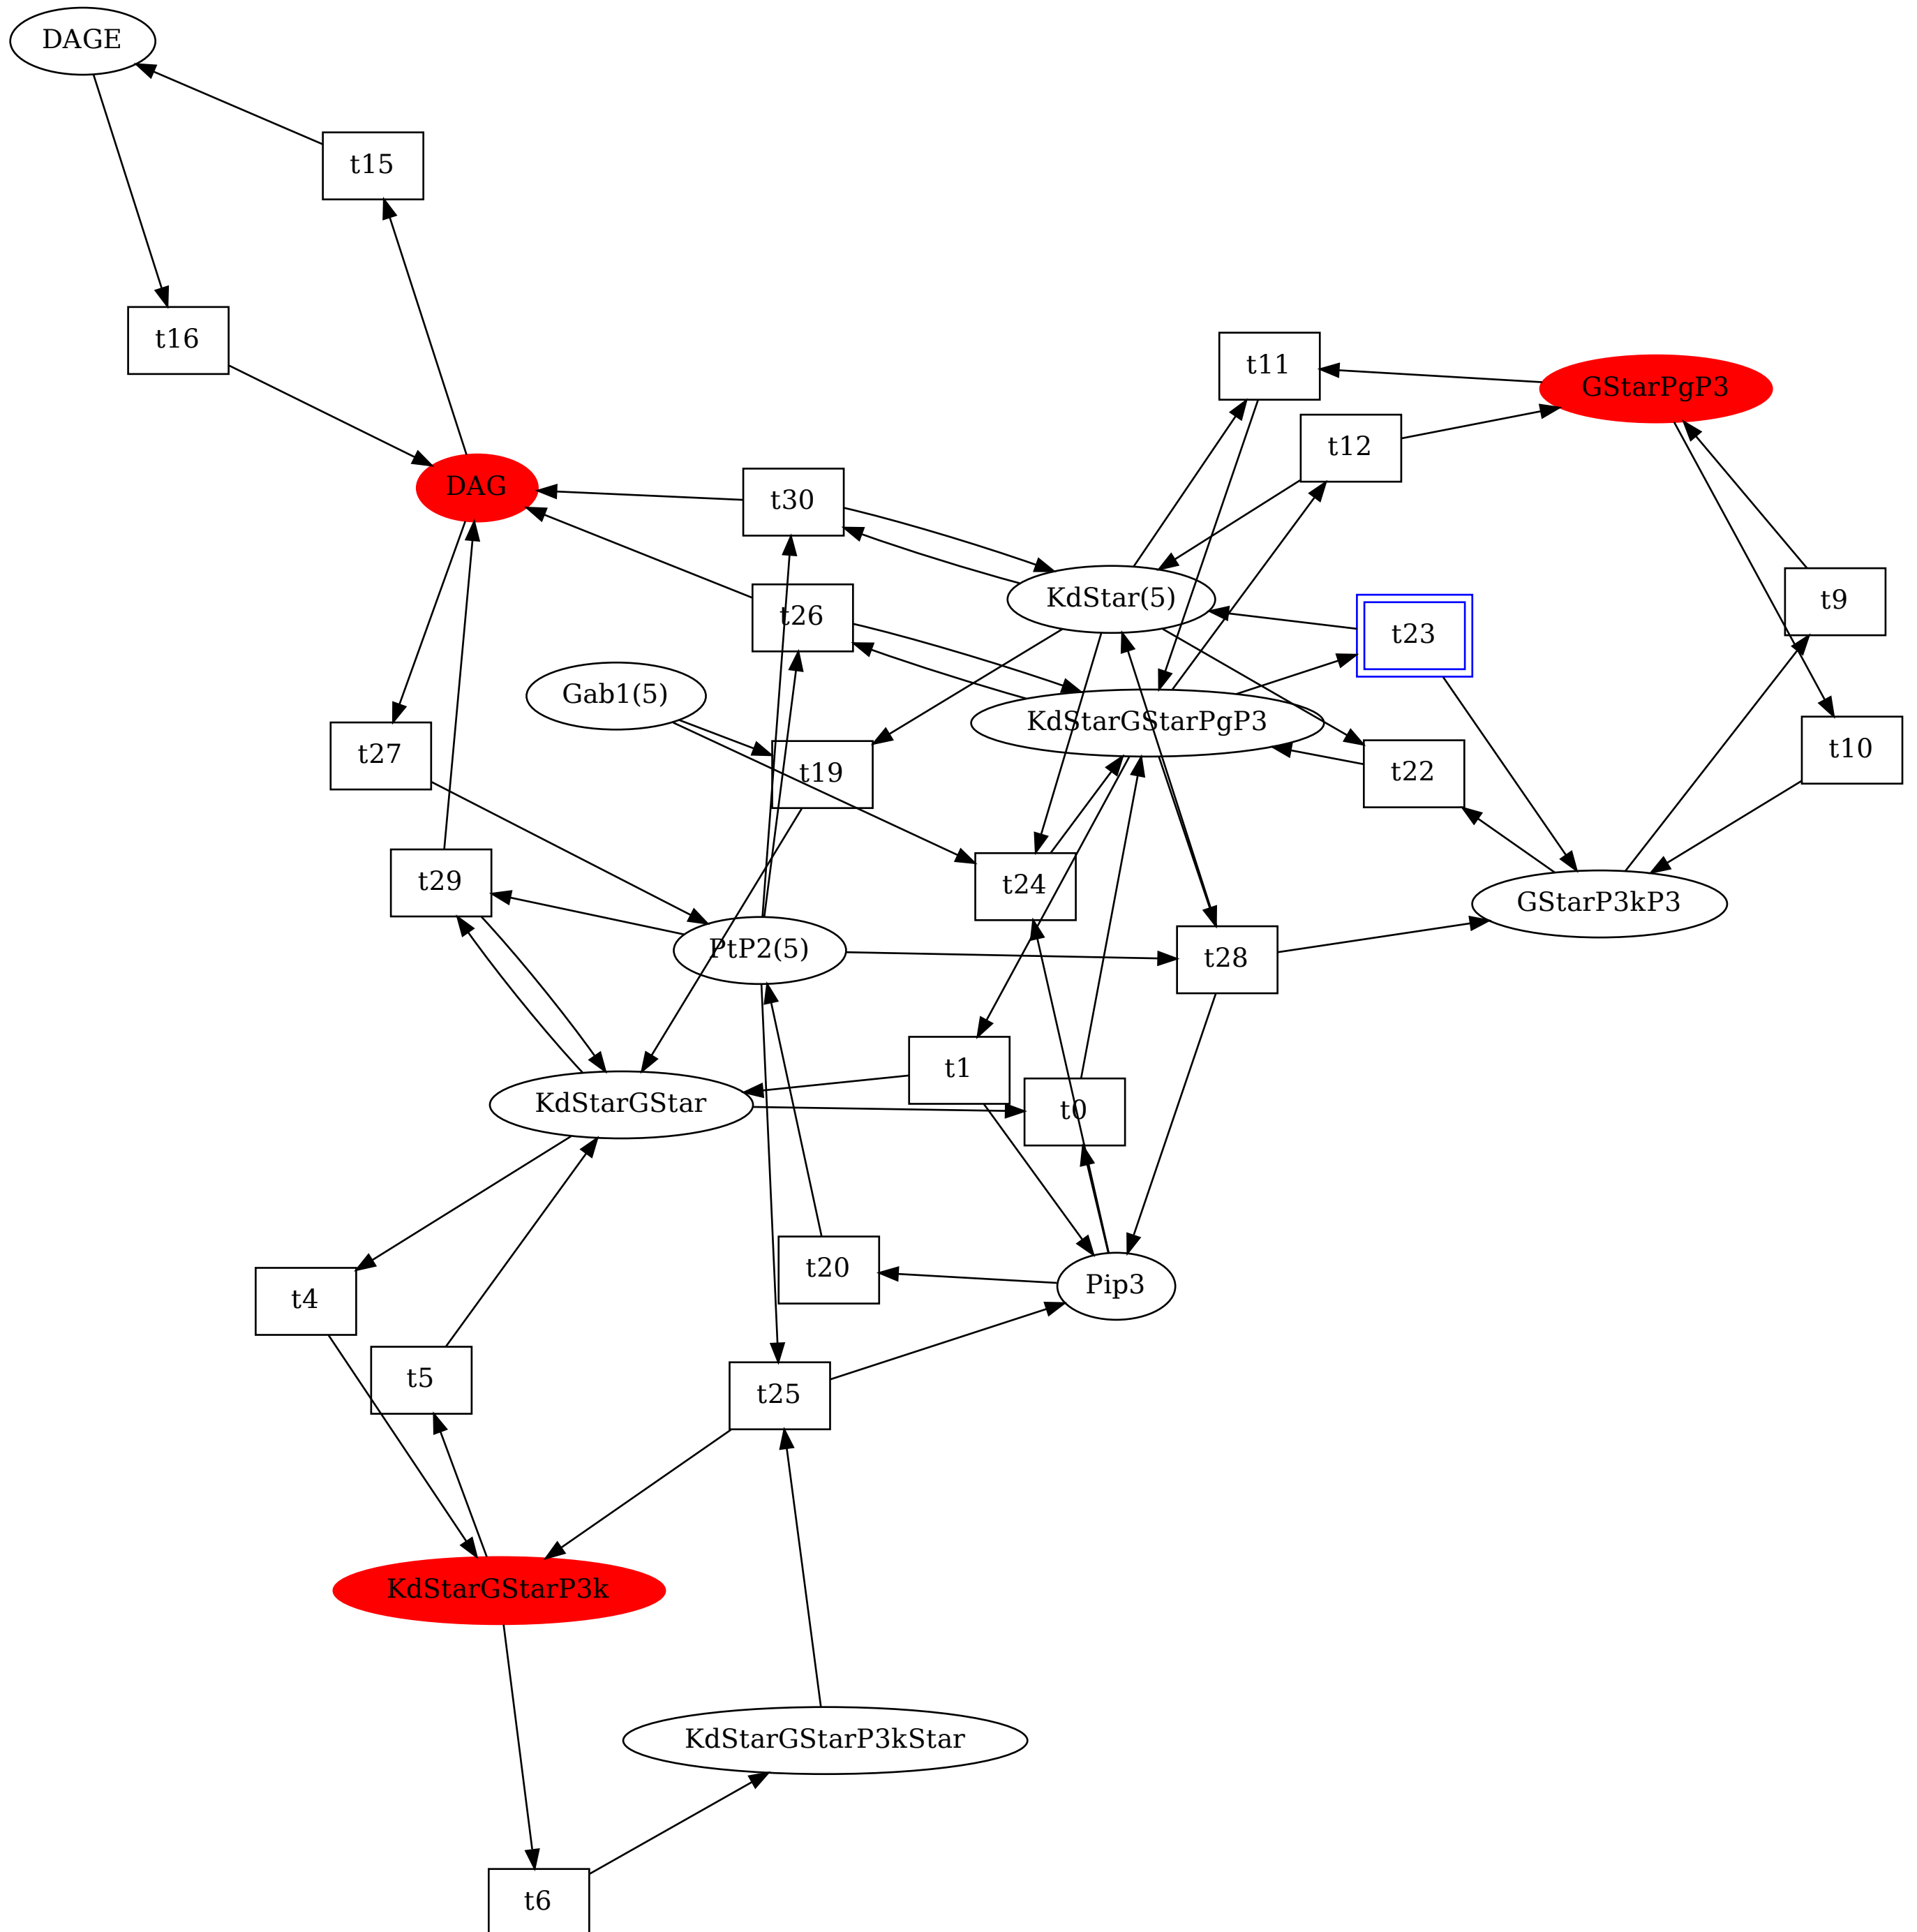 DAGE
t15
t16
t11
GStarPgP3
t12
DAG
t30
KdStar(5)
t9
t26
t23
Gab1(5)
KdStarGStarPgP3
t27
t19
t22
t10
t29
t24
GStarP3kP3
PtP2(5)
t28
t1
KdStarGStar
t0
t20
Pip3
t4
t5
t25
KdStarGStarP3k
KdStarGStarP3kStar
t6